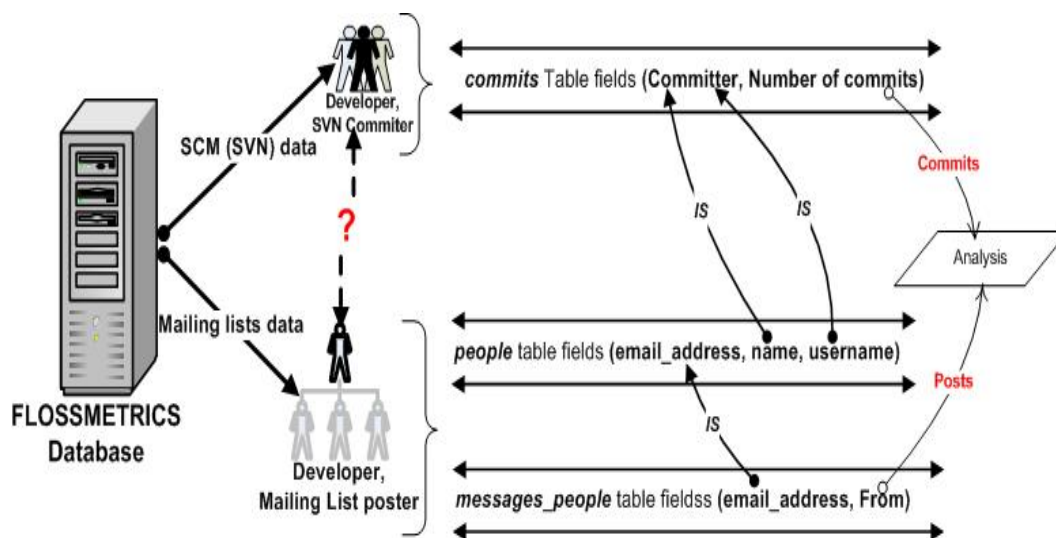 Developer,
SVN Commiter
SCM (SVN) data
?
Mailing lists data
FLOSSMETRICS
Database
Developer,
Mailing List poster
commits Table fields (Committer, Number of commits)
Commits
IS
IS
Analysis
people table fields (email_address, name, username)
Posts
IS
messages_people table fieldss (email_address, From)